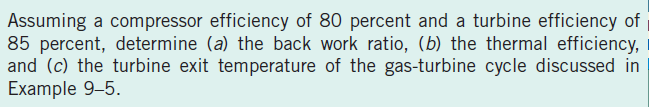 Assuming a compressor efficiency of 80 percent and a turbine efficiency of
85 percent, determine (a) the back work ratio, (b) the thermal efficiency,
and (c) the turbine exit temperature of the gas-turbine cycle discussed in
Example 9–5.